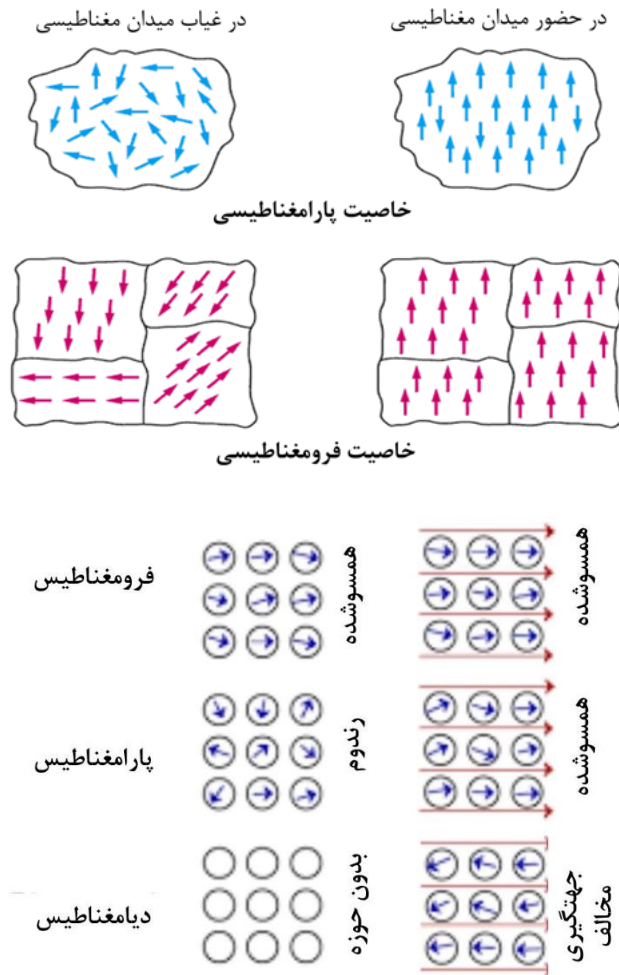 در حضور میدان مغناطیسی
در غیاب میدان مغناطیسی
خاصیت پارامغناطیسی
خاصیت فرومغناطیسی
همسوشده
همسوشده
فرومغناطیس
همسوشده
رندوم
پارامغناطیس
جهتگیری
مخالف
بدون حوزه
دیامغناطیس